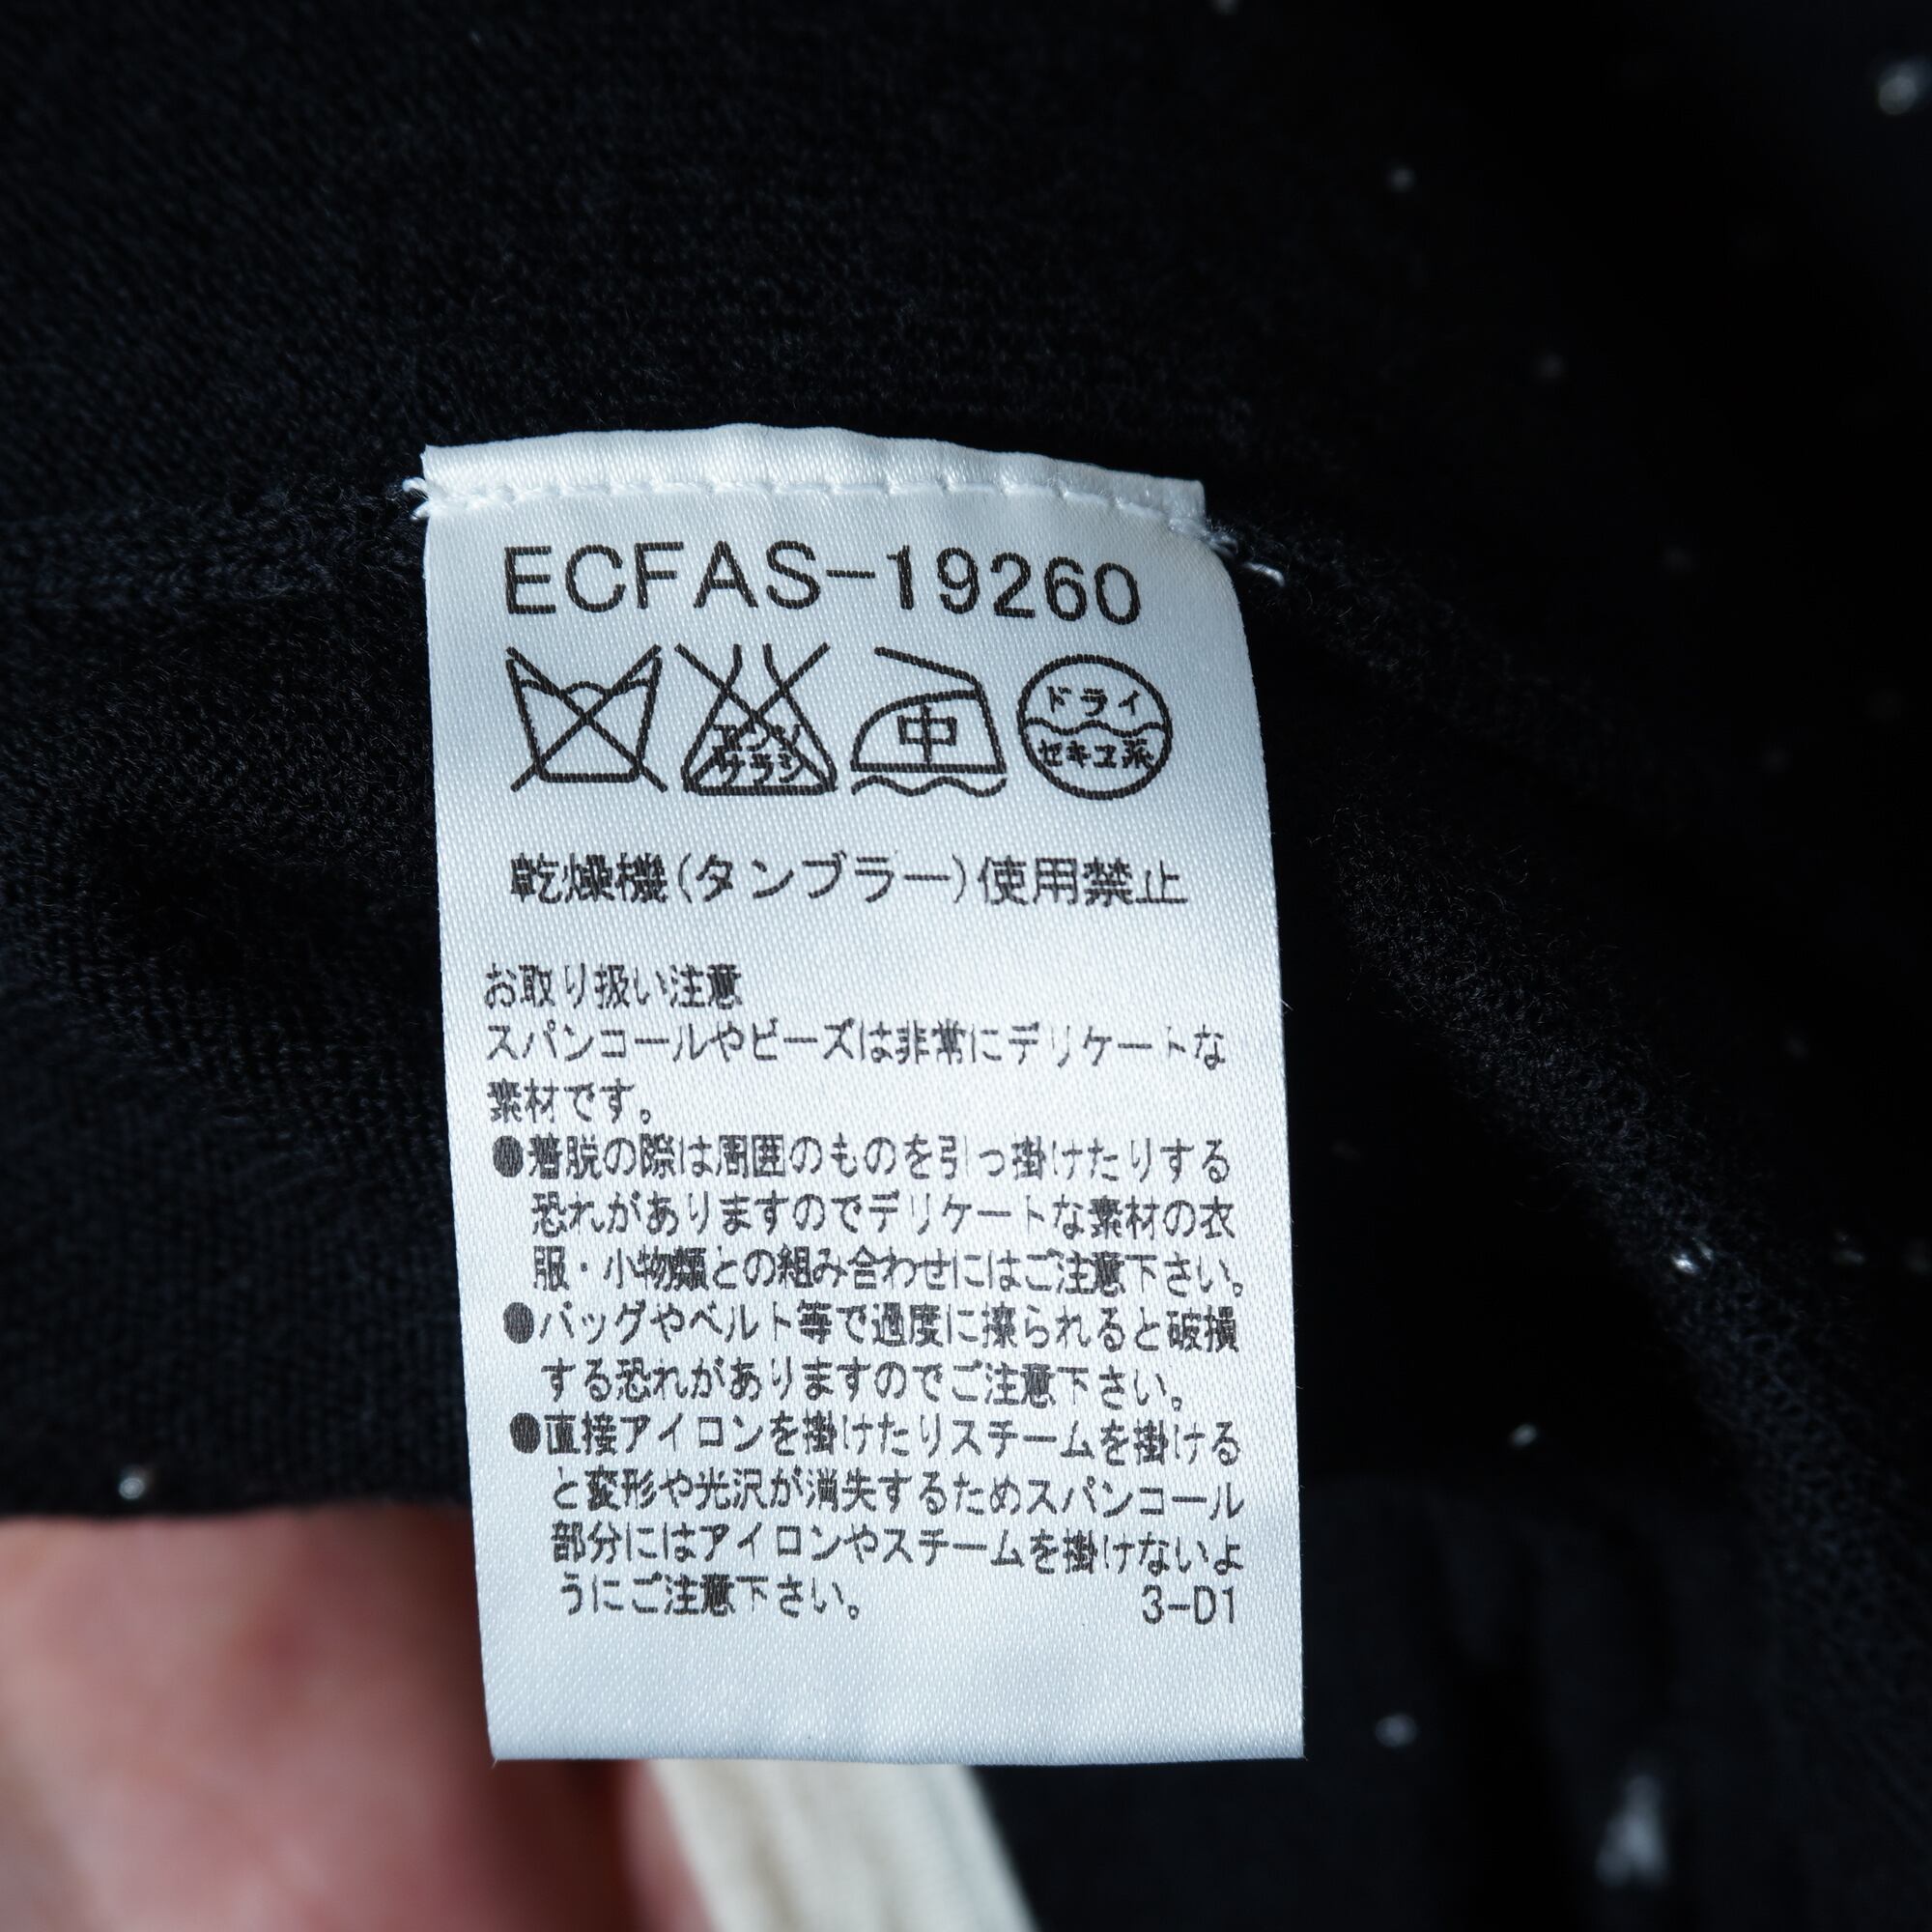 ECFAS-19260
エンソ
サラシ
中
ドライ
セキユ系
乾燥機(タンブラー)使用禁止
お取り扱い注意
スパンコールやビーズは非常にデリケートな
素材です。
●着脱の際は周囲のものを引っ掛けたりする
恐れがありますのでデリケートな素材の衣
服・小物類との組み合わせにはご注意下さい。
●バッグやベルト等で過度に擦られると破損
する恐れがありますのでご注意下さい。
●直接アイロンを掛けたりスチームを掛ける
と変形や光沢が消失するためスパンコール
部分にはアイロンやスチームを掛けないよ
うにご注意下さい。 3-D1